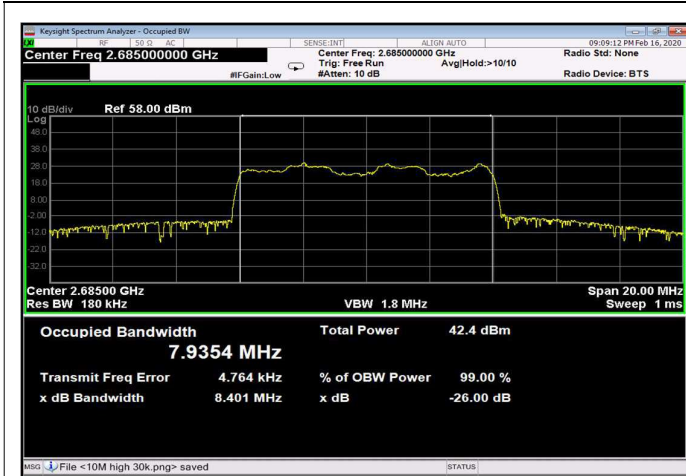 Keysight Spectrum Analyzer - Occupied BW
LXI RF 50 Ω AC SENSE:INT ALIGN AUTO 09:09:12 PM Feb 16, 2020
Center Freq 2.685000000 GHz Center Freq: 2.685000000 GHz Radio Std: None
Trig: Free Run Avg|Hold:>10/10
#IFGain:Low #Atten: 10 dB Radio Device: BTS
10 dB/div Ref 58.00 dBm
Log
48.0
38.0
28.0
18.0
8.00
-2.00
-12.0
-22.0
-32.0
Center 2.68500 GHz Span 20.00 MHz
Res BW 180 kHz VBW 1.8 MHz Sweep 1 ms
Occupied Bandwidth Total Power 42.4 dBm
7.9354 MHz
Transmit Freq Error 4.764 kHz % of OBW Power 99.00 %
x dB Bandwidth 8.401 MHz x dB -26.00 dB
MSG File <10M high 30k.png> saved STATUS